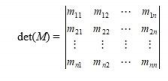 det(M) =
m₁₁ m₁₂ ⋯ m₁ₙ
m₂₁ m₂₂ ⋯ m₂ₙ
⋮ ⋮ ⋱ ⋮
mₙ₁ mₙ₂ ⋯ mₙₙ